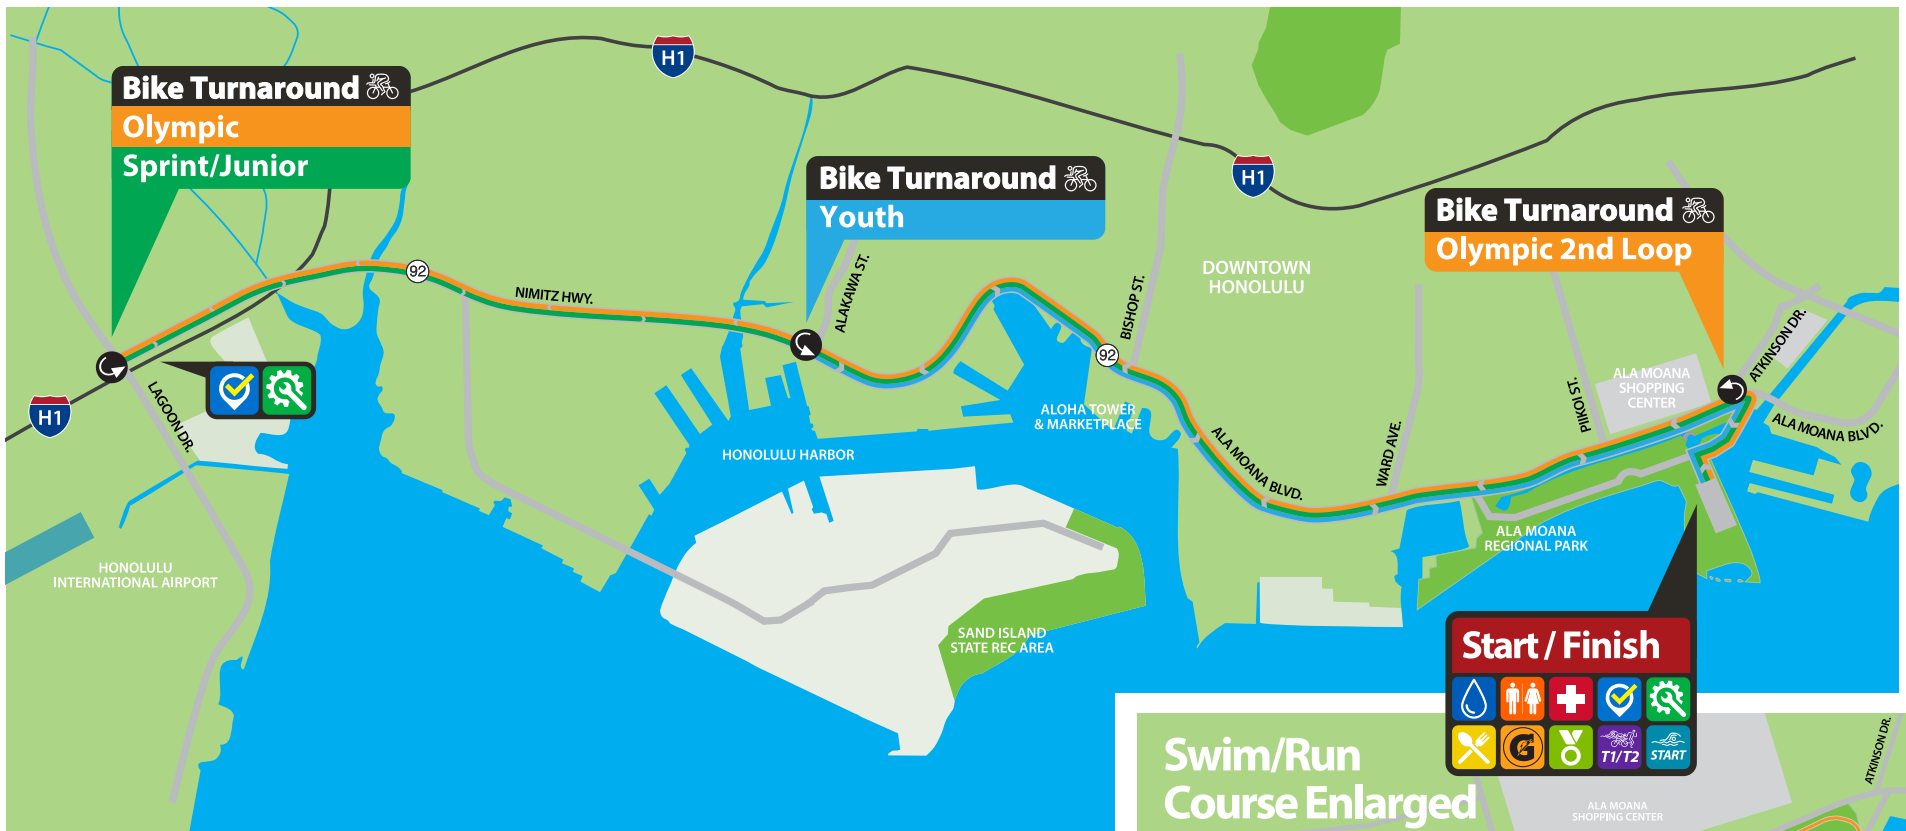 H1
Bike Turnaround
Olympic
Sprint/Junior
Bike Turnaround
Youth
H1
Bike Turnaround
Olympic 2nd Loop
DOWNTOWN
HONOLULU
92
NIMITZ HWY.
ALAKAWA ST.
BISHOP ST.
92
ATKINSON DR.
ALA MOANA
SHOPPING
CENTER
PIIKOI ST.
ALA MOANA BLVD.
H1
LAGOON DR.
ALOHA TOWER
& MARKETPLACE
HONOLULU HARBOR
ALA MOANA BLVD.
WARD AVE.
ALA MOANA
REGIONAL PARK
HONOLULU
INTERNATIONAL AIRPORT
SAND ISLAND
STATE REC AREA
Start / Finish
G
T1/T2
START
Swim/Run
Course Enlarged
ATKINSON DR.
ALA MOANA
SHOPPING CENTER